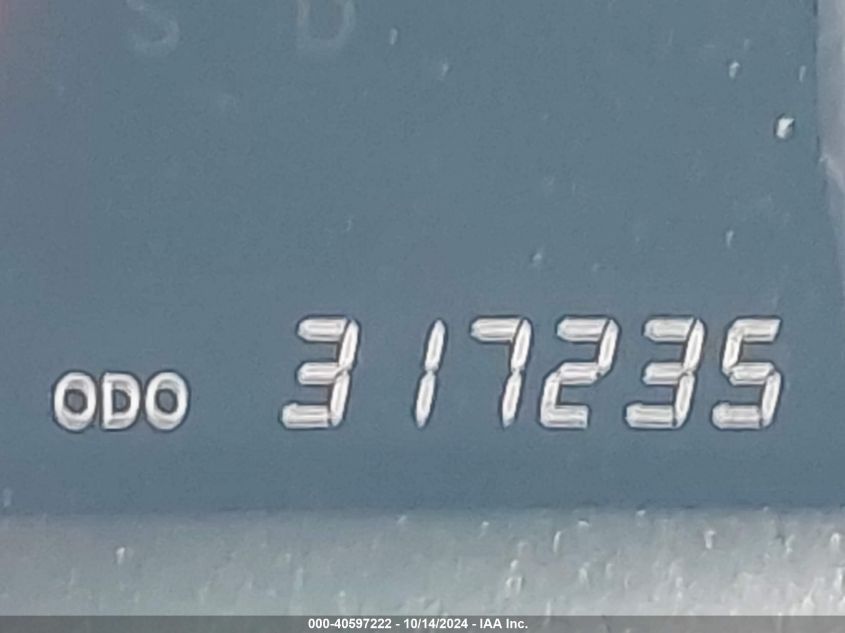 S D
ODO 317235
000-40597222 - 10/14/2024 - IAA Inc.